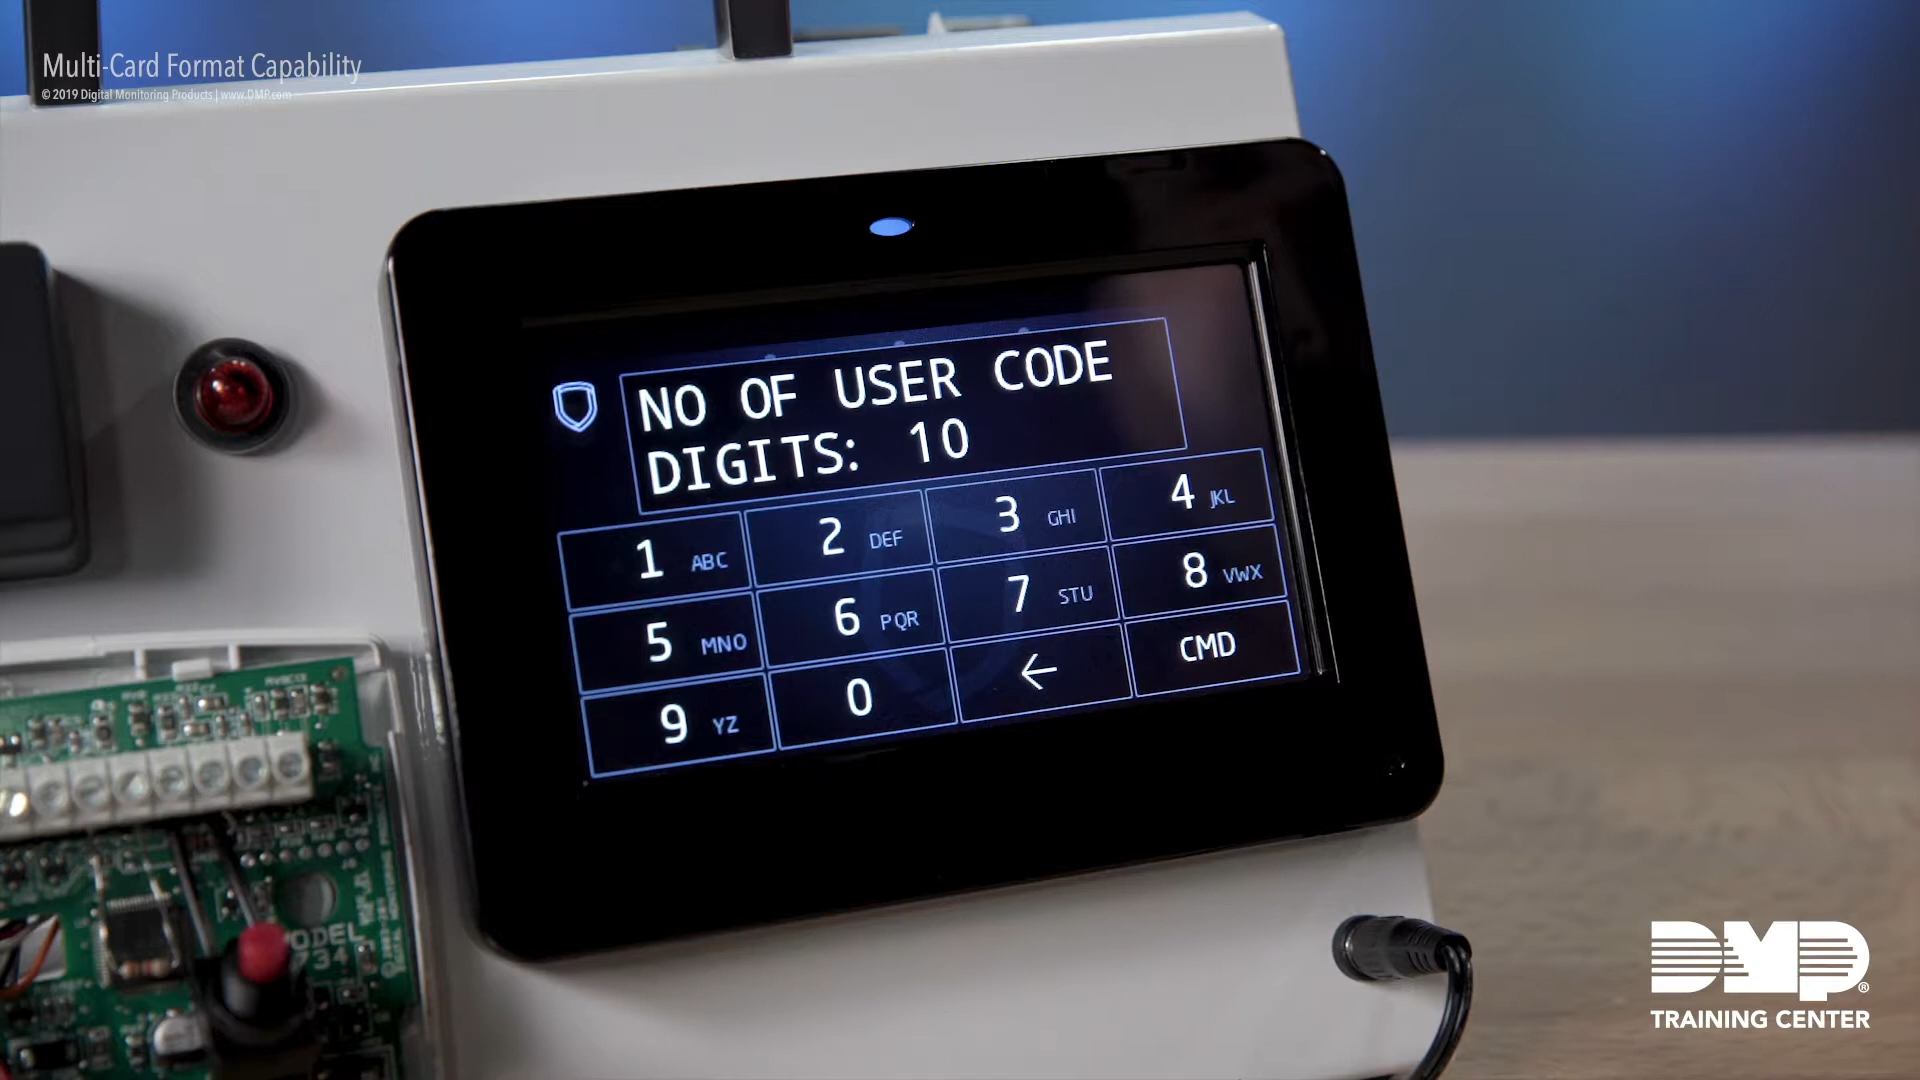 Multi-Card Format Capability
© 2019 Digital Monitoring Products | www.DMP.com
NO OF USER CODE
DIGITS: 10
1 ABC
2 DEF
3 GHI
4 JKL
5 MNO
6 PQR
7 STU
8 VWX
9 YZ
0
←
CMD
DMP®
TRAINING CENTER